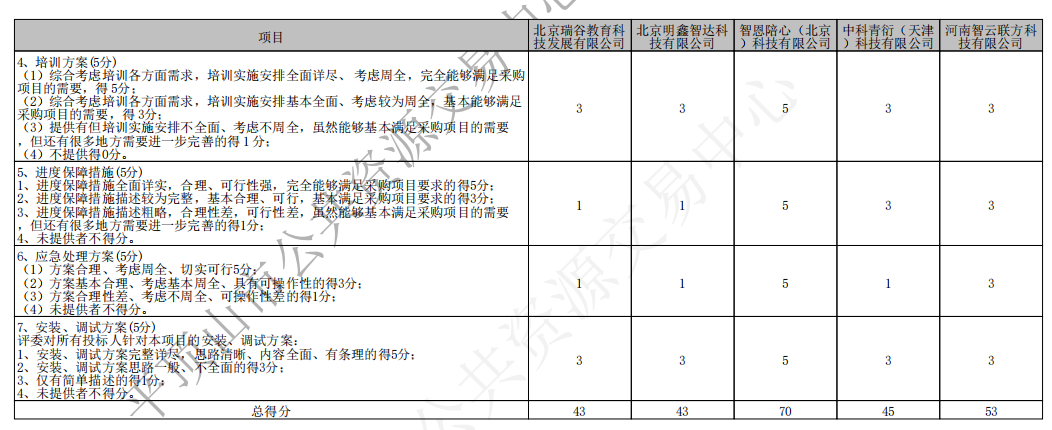 项目
北京瑞谷教育科
技发展有限公司
北京明鑫智达科
技有限公司
智恩陪心（北京
）科技有限公司
中科青衍（天津
）科技有限公司
河南智云联方科
技有限公司
4、培训方案(5分)
（1）综合考虑培训各方面需求，培训实施安排全面详尽、 考虑周全，完全能够满足采购
项目的需要，得 5分；
（2）综合考虑培训各方面需求，培训实施安排基本全面、考虑较为周全，基本能够满足
采购项目的需要，得 3分；
（3）提供有但培训实施安排不全面、考虑不周全，虽然能够基本满足采购项目的需要
，但还有很多地方需要进一步完善的得 1 分；
（4）不提供得0分。
3 3 5 3 3
5、进度保障措施(5分)
1、进度保障措施全面详实，合理、可行性强，完全能够满足采购项目要求的得5分；
2、进度保障措施描述较为完整，基本合理、可行，基本满足采购项目要求的得3分；
3、进度保障措施描述粗略，合理性差，可行性差，虽然能够基本满足采购项目的需要
，但还有很多地方需要进一步完善的得1分；
4、未提供者不得分。
1 1 5 3 3
6、应急处理方案(5分)
（1）方案合理、考虑周全、切实可行5分；
（2）方案基本合理、考虑基本周全、具有可操作性的得3分；
（3）方案合理性差、考虑不周全、可操作性差的得1分；
（4）未提供者不得分。
1 1 5 1 3
7、安装、调试方案(5分)
评委对所有投标人针对本项目的安装、调试方案：
1、安装、调试方案完整详尽，思路清晰、内容全面、有条理的得5分；
2、安装、调试方案思路一般、不全面的得3分；
3、仅有简单描述的得1分；
4、未提供者不得分。
3 3 5 3 3
总得分 43 43 70 45 53
平顶山市公共资源交易中心
公共资源交易中心